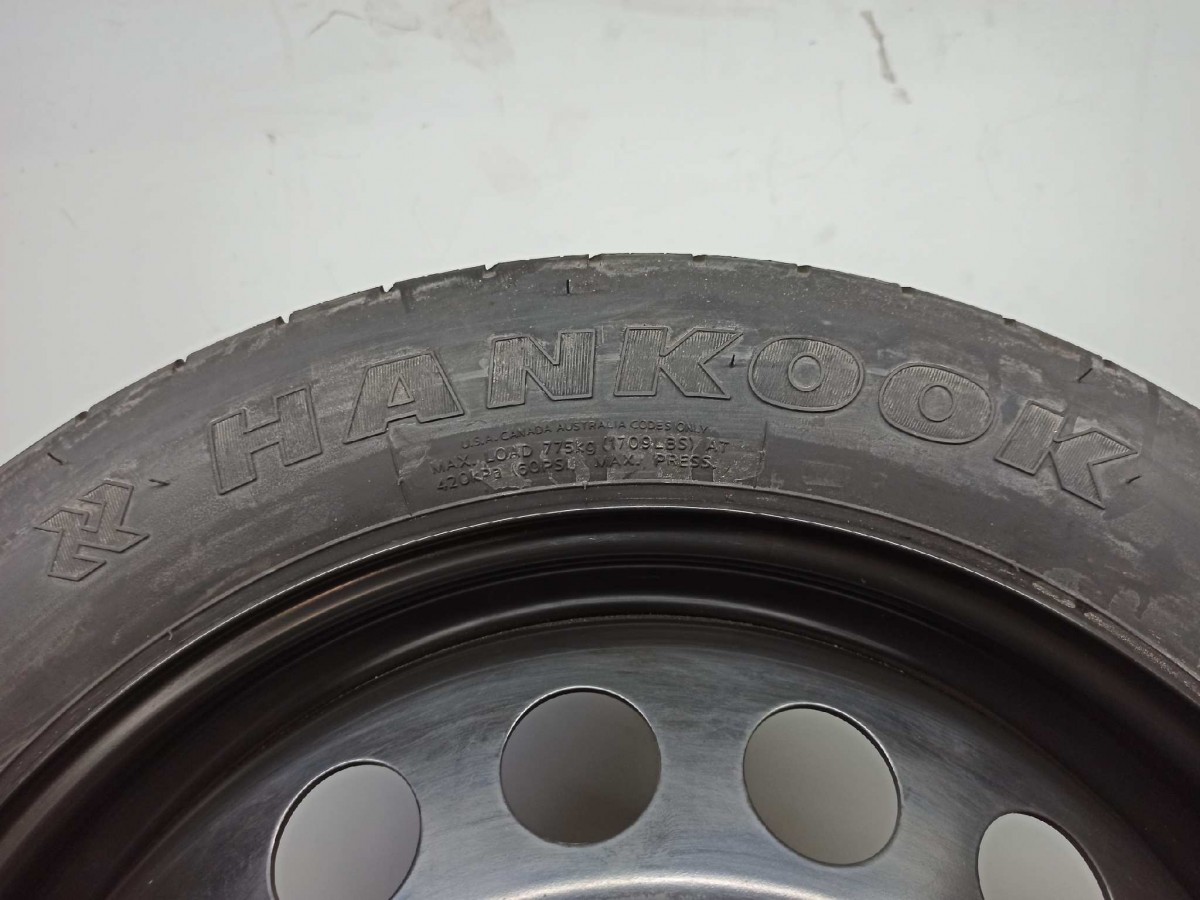 HANKOOK
U.S.A. CANADA AUSTRALIA CODES ONLY
MAX. LOAD 775kg (1709LBS) AT
420kPa (60PSI) MAX. PRESS.